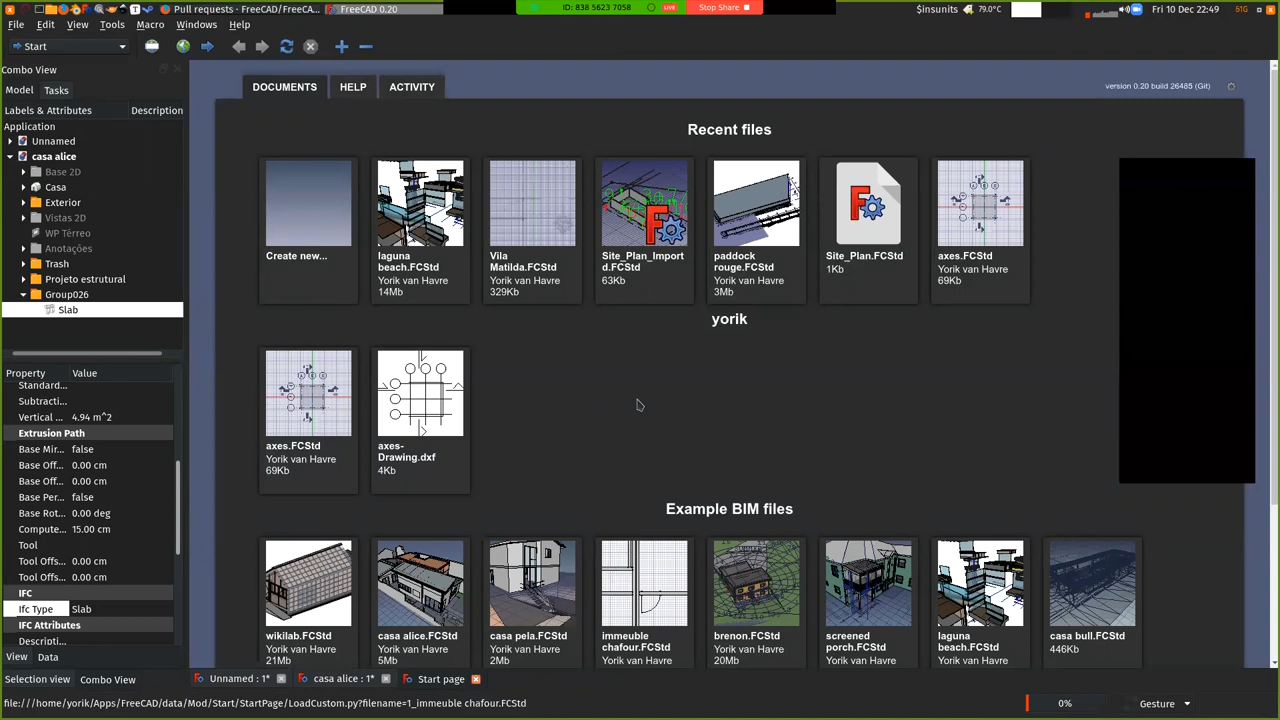 Pull requests · FreeCAD/FreeCA...
FreeCAD 0.20
ID: 838 5623 7058
LIVE
Stop Share
$insunits
79.0°C
Fri 10 Dec 22:49
61G
File Edit View Tools Macro Windows Help
Start
Combo View
Model Tasks
Labels & Attributes Description
Application
Unnamed
casa alice
Base 2D
Casa
Exterior
Vistas 2D
WP Térreo
Anotações
Trash
Projeto estrutural
Group026
Slab
Property Value
Standard...
Subtracti...
Vertical ... 4.94 m^2
Extrusion Path
Base Mir... false
Base Off... 0.00 cm
Base Off... 0.00 cm
Base Per... false
Base Rot... 0.00 deg
Compute... 15.00 cm
Tool
Tool Offs... 0.00 cm
Tool Offs... 0.00 cm
IFC
Ifc Type Slab
IFC Attributes
Descripti...
View Data
Selection view Combo View
DOCUMENTS HELP ACTIVITY
version 0.20 build 26485 (Git)
Recent files
Create new...
laguna
beach.FCStd
Yorik van Havre
14Mb
Vila
Matilda.FCStd
Yorik van Havre
329Kb
Site_Plan_Import
d.FCStd
63Kb
paddock
rouge.FCStd
Yorik van Havre
3Mb
Site_Plan.FCStd
1Kb
axes.FCStd
Yorik van Havre
69Kb
yorik
axes.FCStd
Yorik van Havre
69Kb
axes-
Drawing.dxf
4Kb
Example BIM files
wikilab.FCStd
Yorik van Havre
21Mb
casa alice.FCStd
Yorik van Havre
5Mb
casa pela.FCStd
Yorik van Havre
2Mb
immeuble
chafour.FCStd
Yorik van Havre
brenon.FCStd
Yorik van Havre
20Mb
screened
porch.FCStd
Yorik van Havre
laguna
beach.FCStd
Yorik van Havre
casa bull.FCStd
446Kb
Unnamed : 1*
casa alice : 1*
Start page
file:///home/yorik/Apps/FreeCAD/data/Mod/Start/StartPage/LoadCustom.py?filename=1_immeuble chafour.FCStd
0%
Gesture